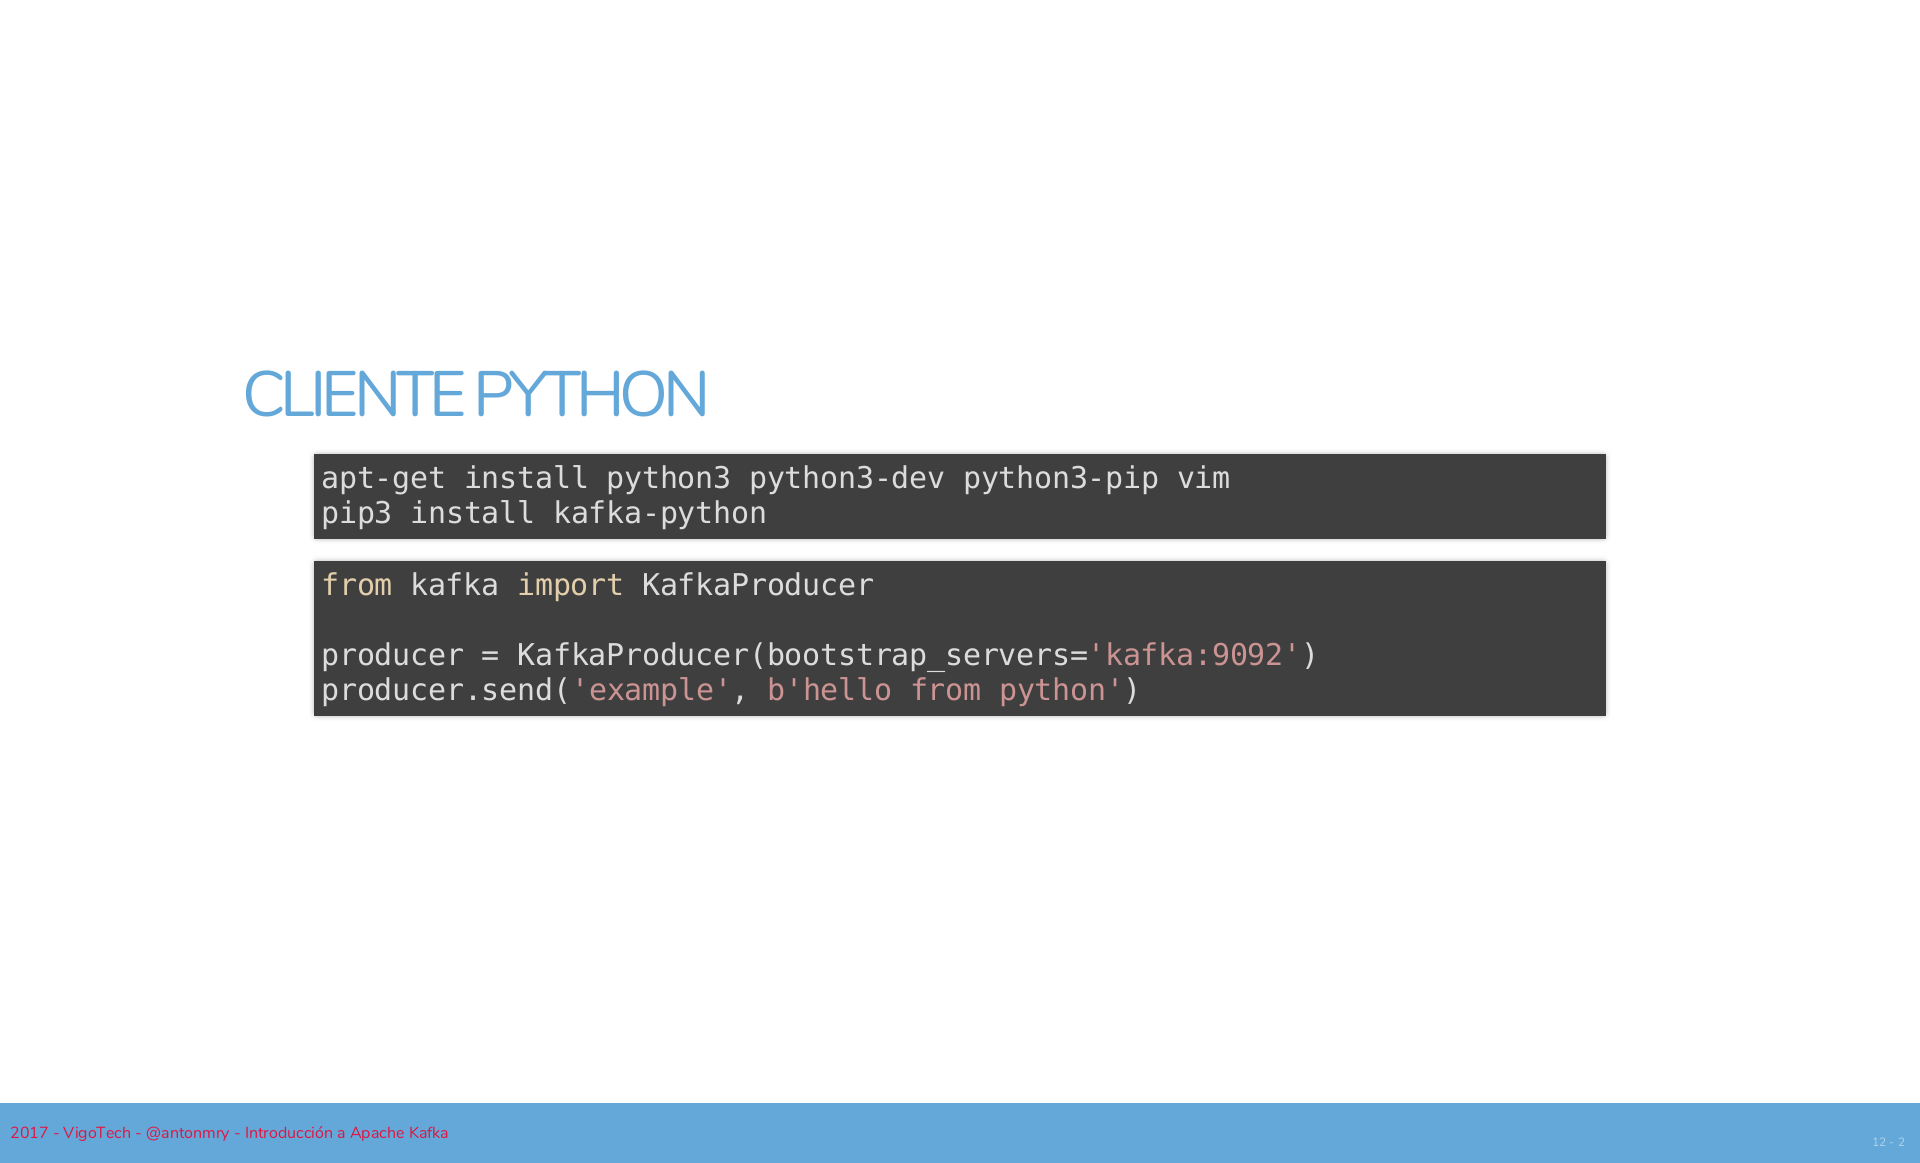 CLIENTE PYTHON
apt-get install python3 python3-dev python3-pip vim
pip3 install kafka-python
from kafka import KafkaProducer
producer = KafkaProducer(bootstrap_servers='kafka:9092')
producer.send('example', b'hello from python')
2017 - VigoTech - @antonmry - Introducción a Apache Kafka
12 - 2